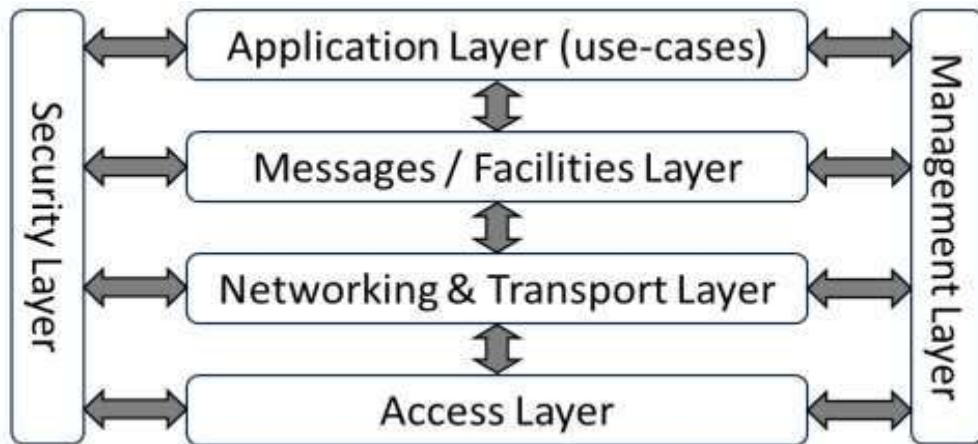 Security Layer
Application Layer (use-cases)
Messages / Facilities Layer
Networking & Transport Layer
Access Layer
Management Layer